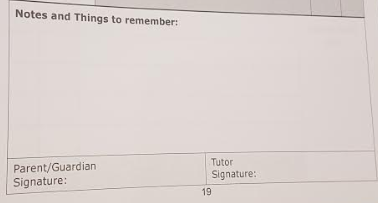 Notes and Things to remember:
Parent/Guardian
Signature:
Tutor
Signature:
19